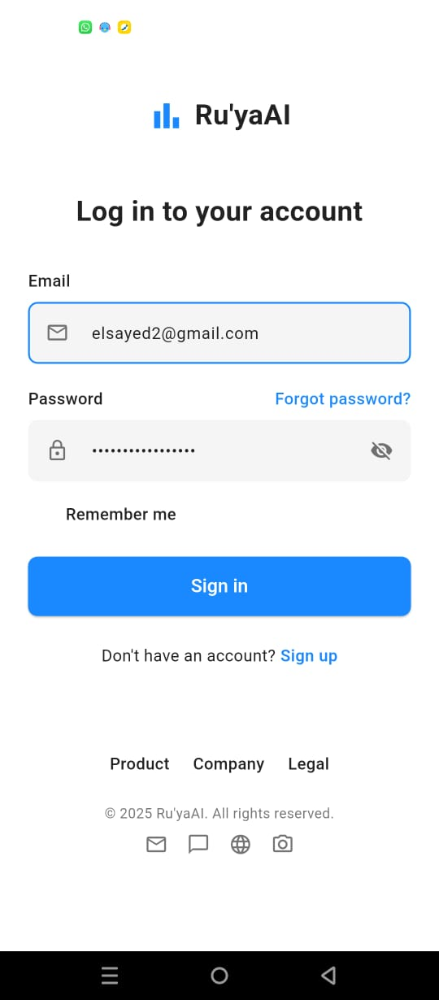 Ru'yaAI
Log in to your account
Email
elsayed2@gmail.com
Password Forgot password?
•••••••••••••••••
Remember me
Sign in
Don't have an account? Sign up
Product Company Legal
© 2025 Ru'yaAI. All rights reserved.